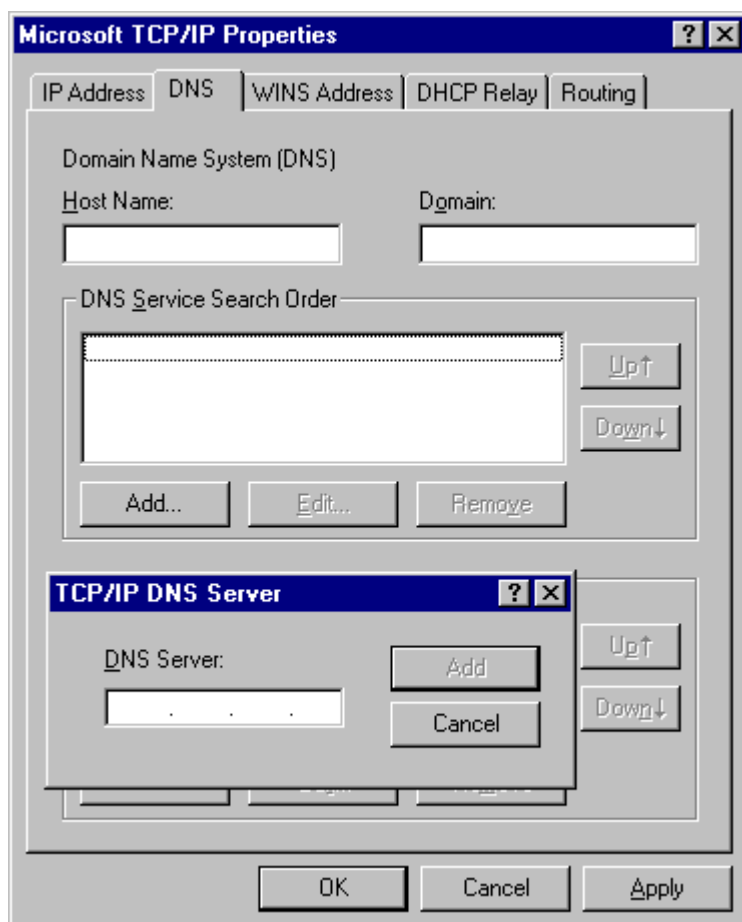 Microsoft TCP/IP Properties
IP Address DNS WINS Address DHCP Relay Routing
Domain Name System (DNS)
Host Name: Domain:
DNS Service Search Order
Up↑
Down↓
Add... Edit... Remove
TCP/IP DNS Server
DNS Server:
Add
. . .
Cancel
Up↑
Down↓
OK Cancel Apply